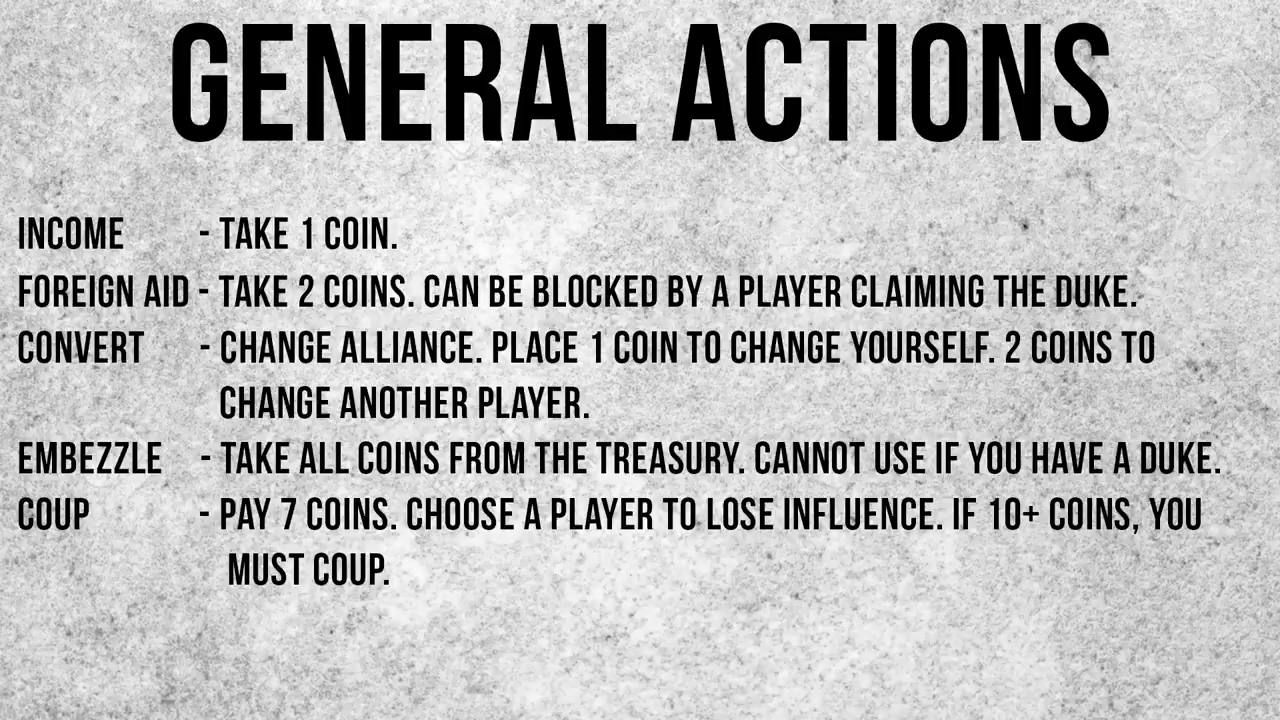 GENERAL ACTIONS
INCOME - TAKE 1 COIN.
FOREIGN AID - TAKE 2 COINS. CAN BE BLOCKED BY A PLAYER CLAIMING THE DUKE.
CONVERT - CHANGE ALLIANCE. PLACE 1 COIN TO CHANGE YOURSELF. 2 COINS TO
CHANGE ANOTHER PLAYER.
EMBEZZLE - TAKE ALL COINS FROM THE TREASURY. CANNOT USE IF YOU HAVE A DUKE.
COUP - PAY 7 COINS. CHOOSE A PLAYER TO LOSE INFLUENCE. IF 10+ COINS, YOU
MUST COUP.